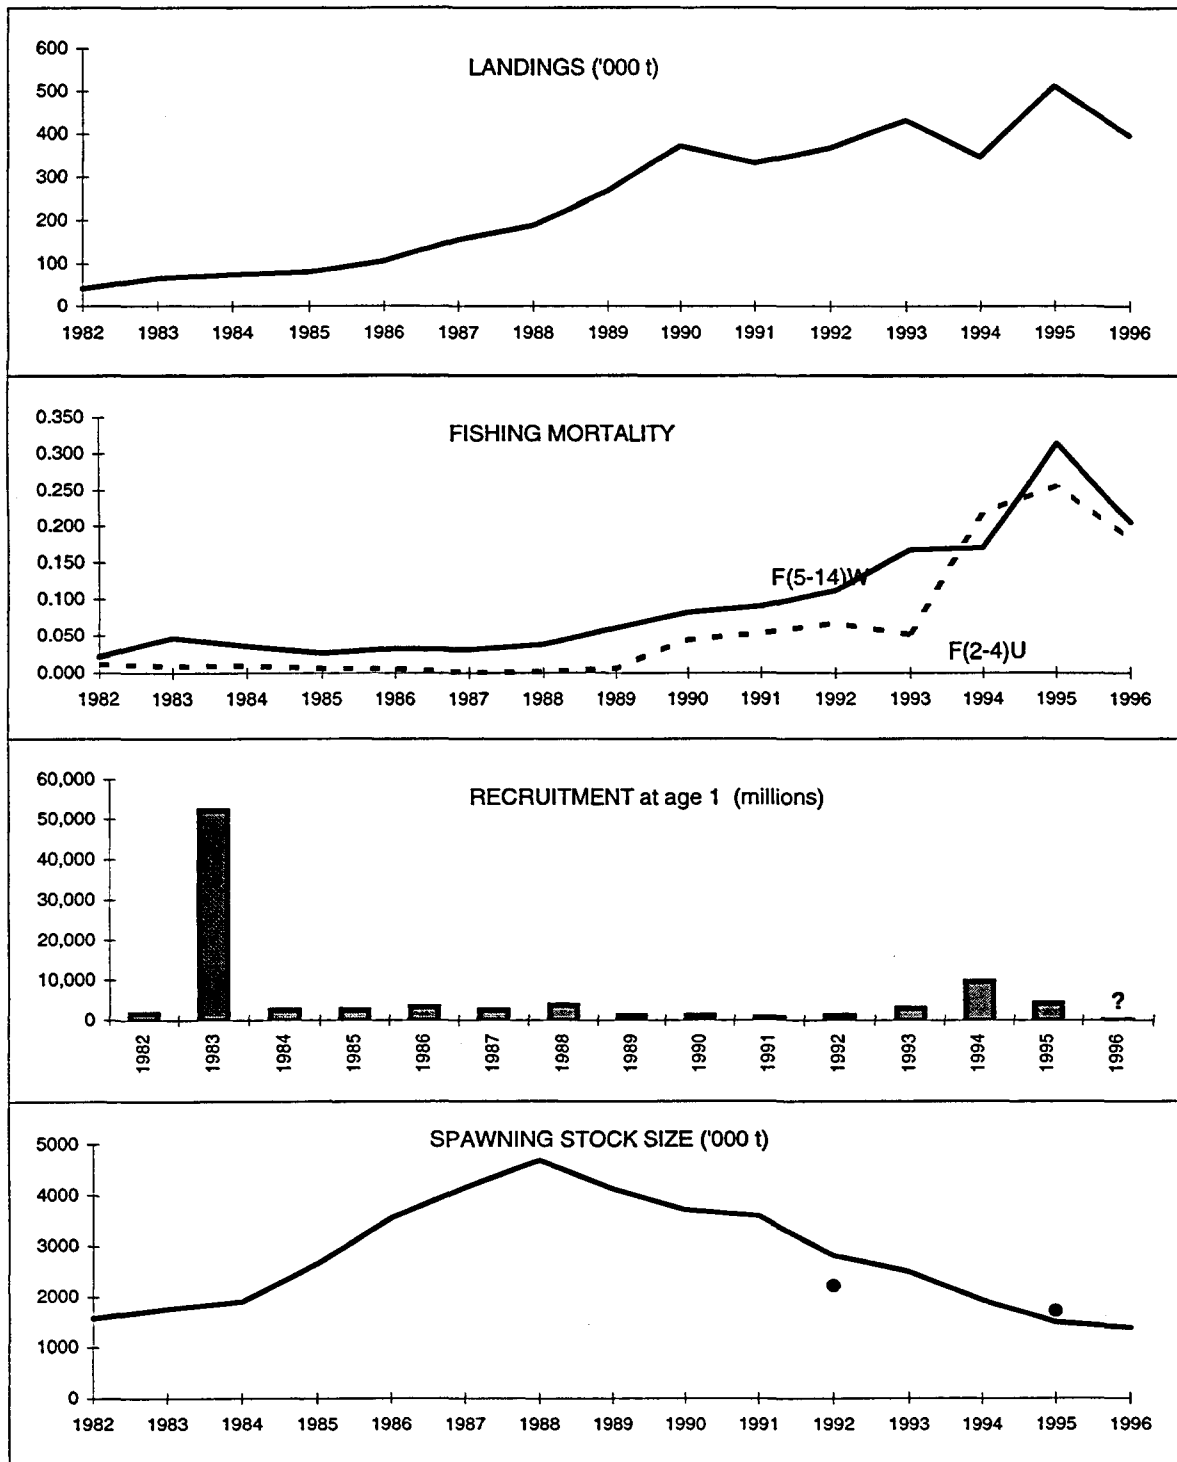 LANDINGS ('000 t)
600
500
400
300
200
100
0
1982 1983 1984 1985 1986 1987 1988 1989 1990 1991 1992 1993 1994 1995 1996
FISHING MORTALITY
0.350
0.300
0.250
0.200
0.150
0.100
0.050
0.000
F(5-14)W
F(2-4)U
1982 1983 1984 1985 1986 1987 1988 1989 1990 1991 1992 1993 1994 1995 1996
RECRUITMENT at age 1 (millions)
60,000
50,000
40,000
30,000
20,000
10,000
0
?
1982 1983 1984 1985 1986 1987 1988 1989 1990 1991 1992 1993 1994 1995 1996
SPAWNING STOCK SIZE ('000 t)
5000
4000
3000
2000
1000
0
1982 1983 1984 1985 1986 1987 1988 1989 1990 1991 1992 1993 1994 1995 1996